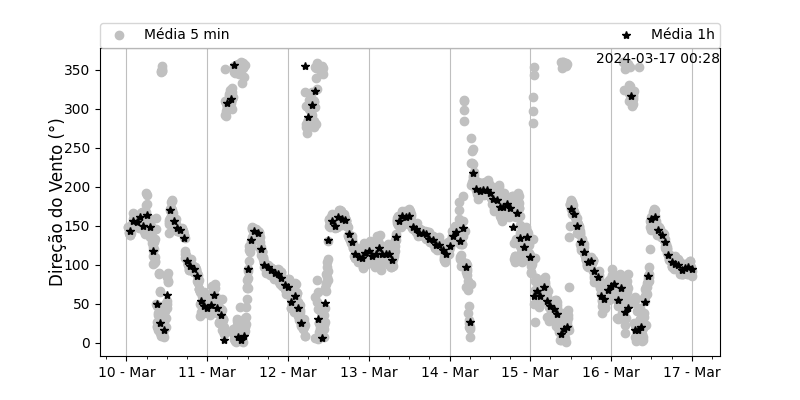 Média 5 min
Média 1h
2024-03-17 00:28
Direção do Vento (°)
350
300
250
200
150
100
50
0
10 - Mar
11 - Mar
12 - Mar
13 - Mar
14 - Mar
15 - Mar
16 - Mar
17 - Mar